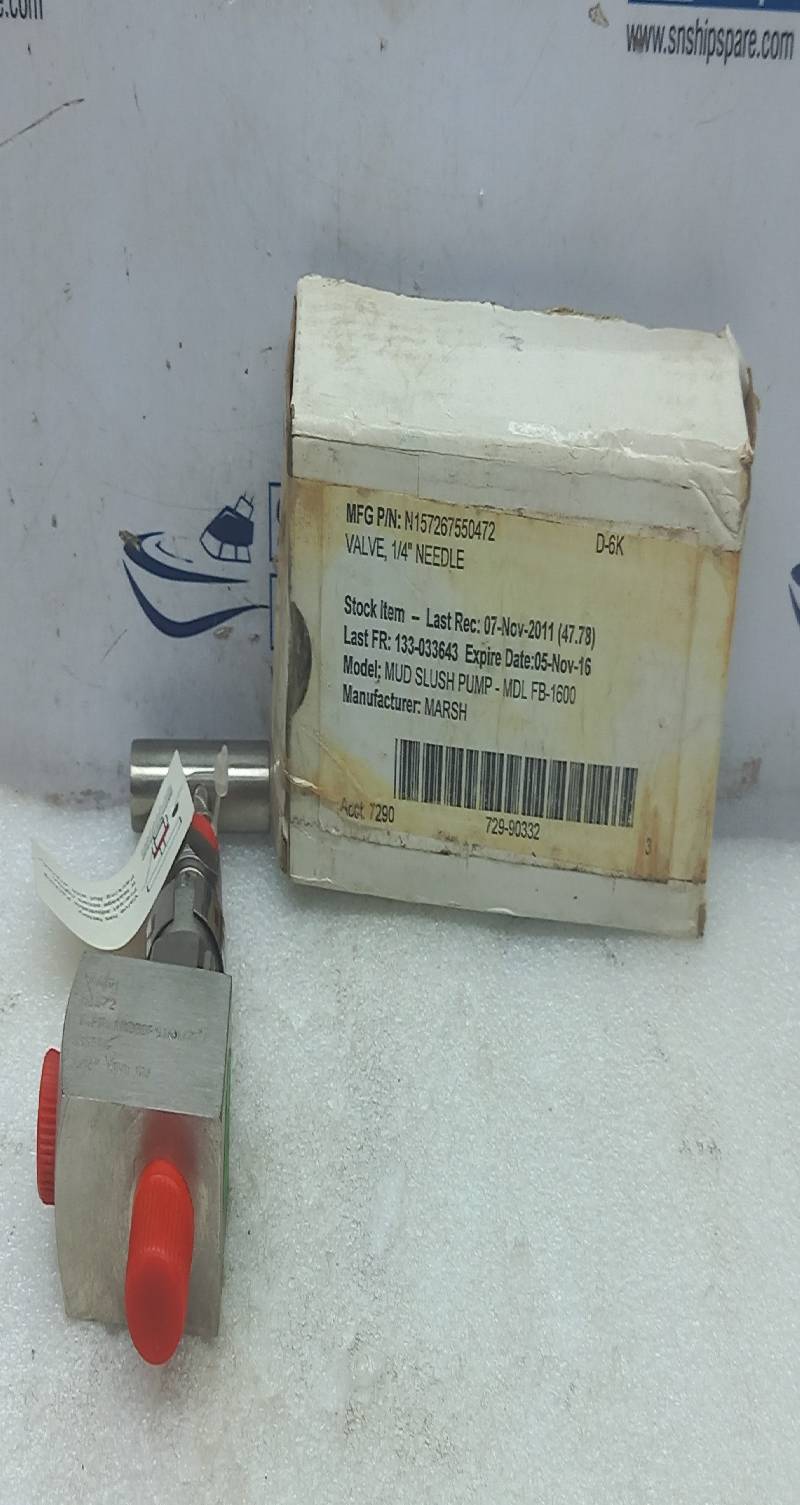 e.com
www.snshipspare.com
MFG P/N: N157267550472
D-6K
VALVE, 1/4" NEEDLE
Stock Item – Last Rec: 07-Nov-2011 (47.78)
Last FR: 133-033643 Expire Date:05-Nov-16
Model; MUD SLUSH PUMP - MDL FB-1600
Manufacturer: MARSH
Acct. 7290
729-90332
3